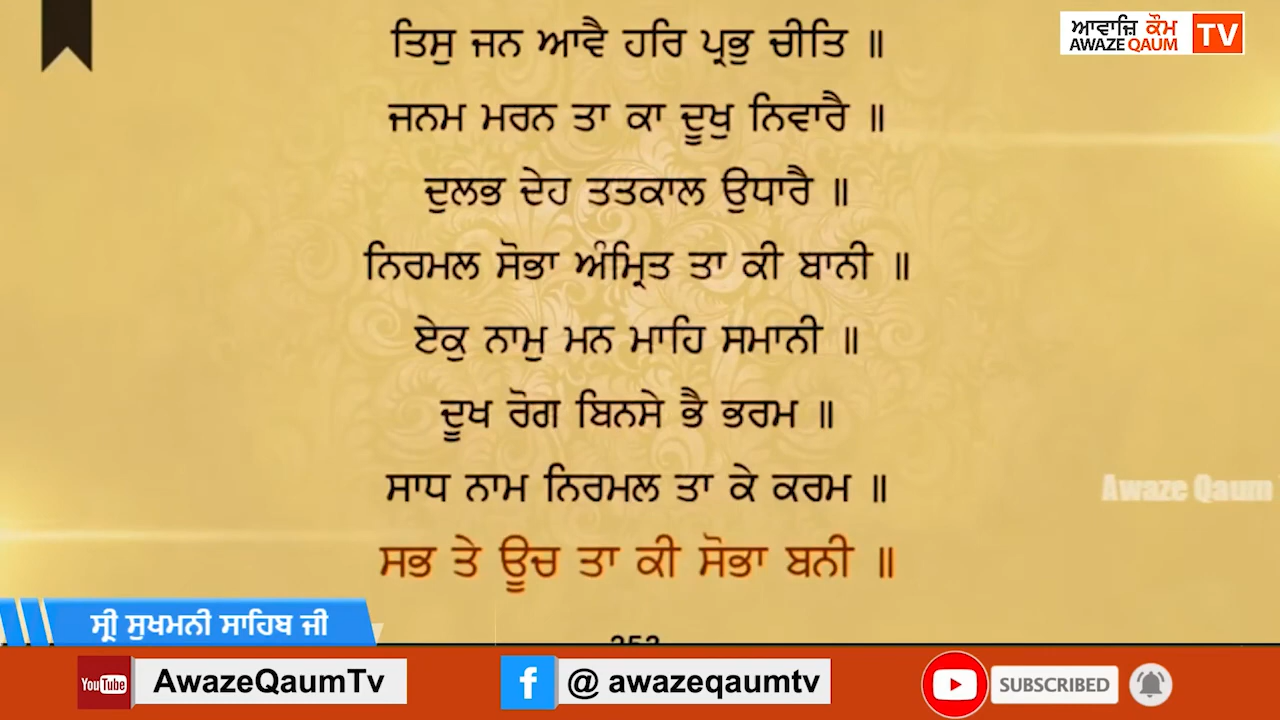 ਤਿਸੁ ਜਨ ਆਵੈ ਹਰਿ ਪ੍ਰਭੁ ਚੀਤਿ ॥
ਆਵਾਜ਼ਿ ਕੌਮ
AWAZE QAUM TV
ਜਨਮ ਮਰਨ ਤਾ ਕਾ ਦੂਖੁ ਨਿਵਾਰੈ ॥
ਦੁਲਭ ਦੇਹ ਤਤਕਾਲ ਉਧਾਰੈ ॥
ਨਿਰਮਲ ਸੋਭਾ ਅੰਮ੍ਰਿਤ ਤਾ ਕੀ ਬਾਨੀ ॥
ਏਕੁ ਨਾਮੁ ਮਨ ਮਾਹਿ ਸਮਾਨੀ ॥
ਦੂਖ ਰੋਗ ਬਿਨਸੇ ਭੈ ਭਰਮ ॥
ਸਾਧ ਨਾਮ ਨਿਰਮਲ ਤਾ ਕੇ ਕਰਮ ॥
Awaze Qaum
ਸਭ ਤੇ ਊਚ ਤਾ ਕੀ ਸੋਭਾ ਬਨੀ ॥
ਸ੍ਰੀ ਸੁਖਮਨੀ ਸਾਹਿਬ ਜੀ
YouTube AwazeQaumTv
f @ awazeqaumtv
SUBSCRIBED